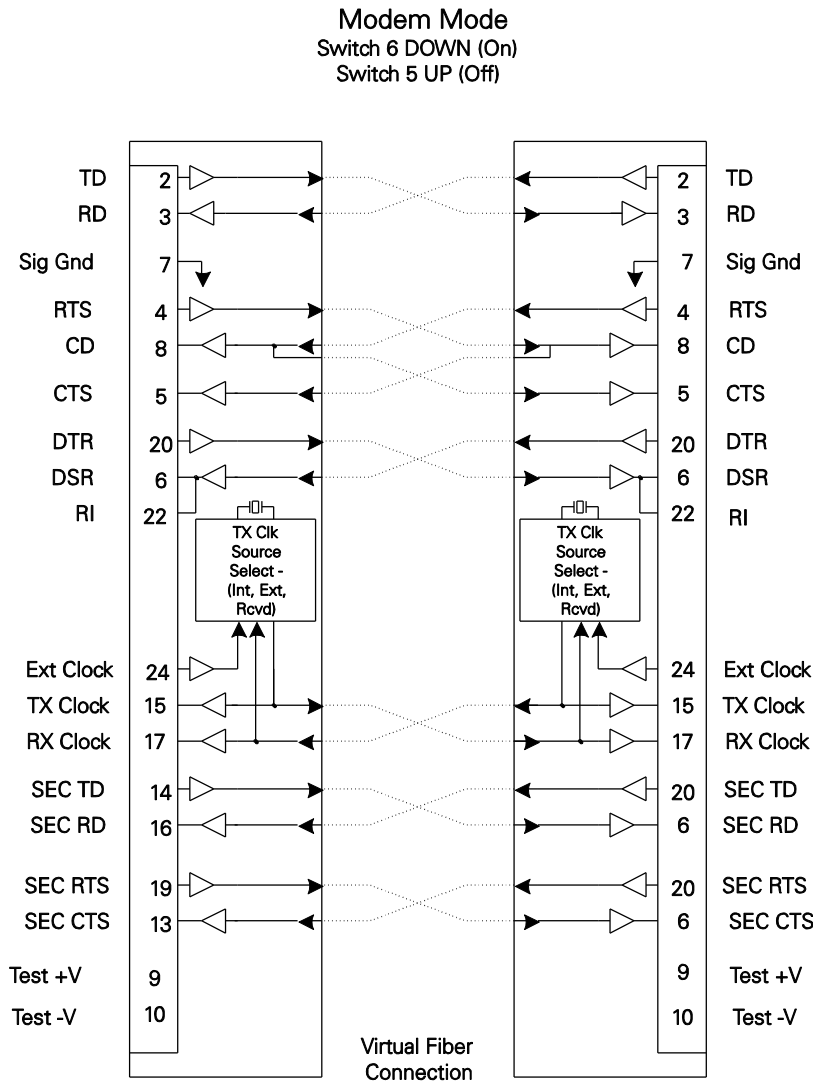 Modem Mode
Switch 6 DOWN (On)
Switch 5 UP (Off)
TD 2 2 TD
RD 3 3 RD
Sig Gnd 7 7 Sig Gnd
RTS 4 4 RTS
CD 8 8 CD
CTS 5 5 CTS
DTR 20 20 DTR
DSR 6 6 DSR
RI 22 22 RI
TX Clk
Source
Select -
(Int, Ext,
Rcvd)
TX Clk
Source
Select -
(Int, Ext,
Rcvd)
Ext Clock 24 24 Ext Clock
TX Clock 15 15 TX Clock
RX Clock 17 17 RX Clock
SEC TD 14 20 SEC TD
SEC RD 16 6 SEC RD
SEC RTS 19 20 SEC RTS
SEC CTS 13 6 SEC CTS
Test +V 9 9 Test +V
Test -V 10 10 Test -V
Virtual Fiber
Connection